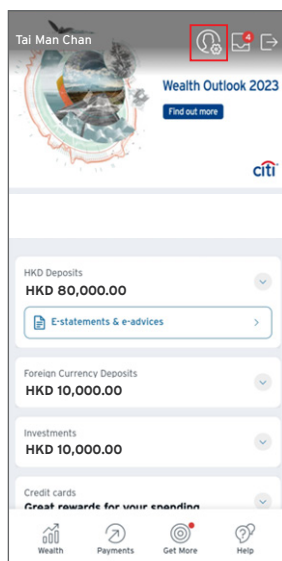 Tai Man Chan
4
Wealth Outlook 2023
Find out more
citi
HKD Deposits
HKD 80,000.00
E-statements & e-advices
Foreign Currency Deposits
HKD 10,000.00
Investments
HKD 10,000.00
Credit cards
Great rewards for your spending
Wealth
Payments
Get More
Help